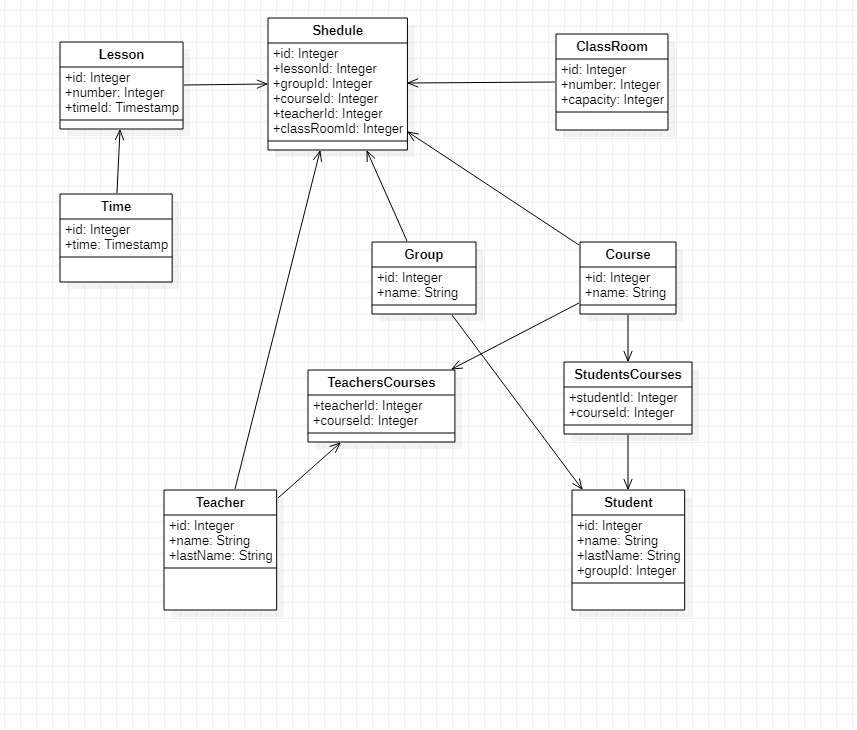 Shedule
+id: Integer
+lessonId: Integer
+groupId: Integer
+courseId: Integer
+teacherId: Integer
+classRoomId: Integer
Lesson
+id: Integer
+number: Integer
+timeId: Timestamp
ClassRoom
+id: Integer
+number: Integer
+capacity: Integer
Time
+id: Integer
+time: Timestamp
Group
+id: Integer
+name: String
Course
+id: Integer
+name: String
TeachersCourses
+teacherId: Integer
+courseId: Integer
StudentsCourses
+studentId: Integer
+courseId: Integer
Teacher
+id: Integer
+name: String
+lastName: String
Student
+id: Integer
+name: String
+lastName: String
+groupId: Integer